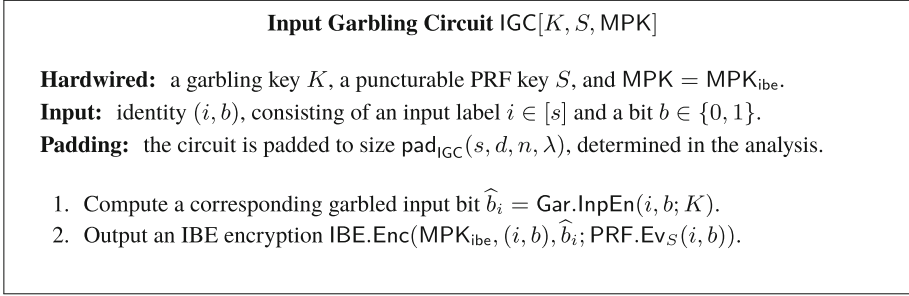 Input Garbling Circuit IGC[K, S, MPK]
Hardwired: a garbling key K, a puncturable PRF key S, and MPK = MPK_ibe.
Input: identity (i, b), consisting of an input label i ∈ [s] and a bit b ∈ {0, 1}.
Padding: the circuit is padded to size pad_IGC(s, d, n, λ), determined in the analysis.
1. Compute a corresponding garbled input bit b̂_i = Gar.InpEn(i, b; K).
2. Output an IBE encryption IBE.Enc(MPK_ibe, (i, b), b̂_i; PRF.Ev_S(i, b)).